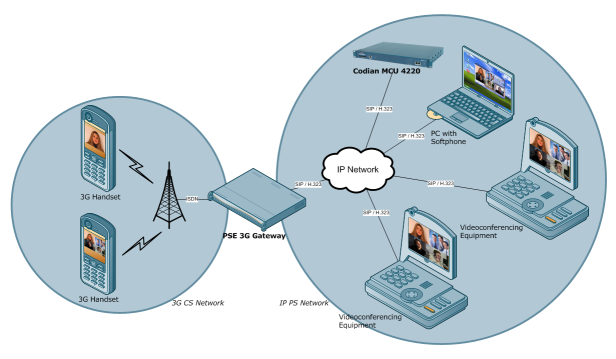 Codian MCU 4220
SIP / H.323
SIP / H.323
PC with
Softphone
IP Network
3G Handset
ISDN
SIP / H.323
SIP / H.323
SIP / H.323
PSE 3G Gateway
Videoconferencing
Equipment
3G Handset
3G CS Network
IP PS Network
Videoconferencing
Equipment